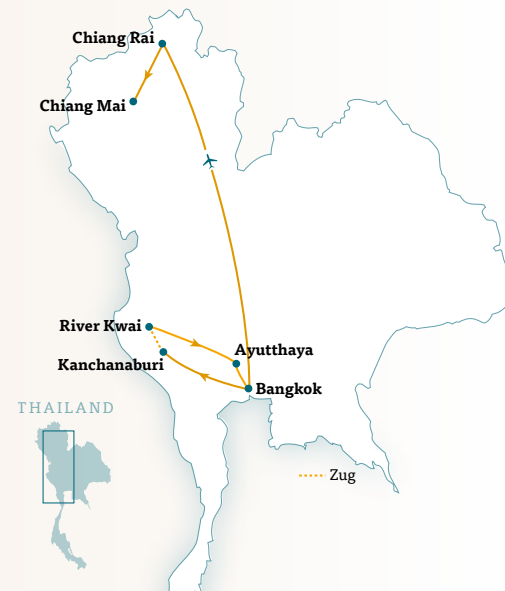 Chiang Rai
Chiang Mai
River Kwai
Ayutthaya
Kanchanaburi
Bangkok
THAILAND
Zug